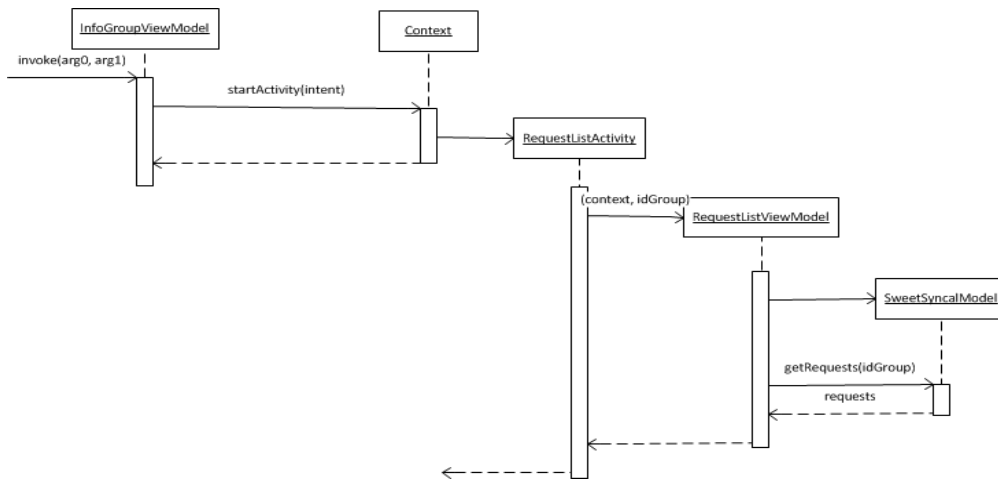 InfoGroupViewModel
Context
invoke(arg0, arg1)
startActivity(intent)
RequestListActivity
(context, idGroup)
RequestListViewModel
SweetSyncalModel
getRequests(idGroup)
requests